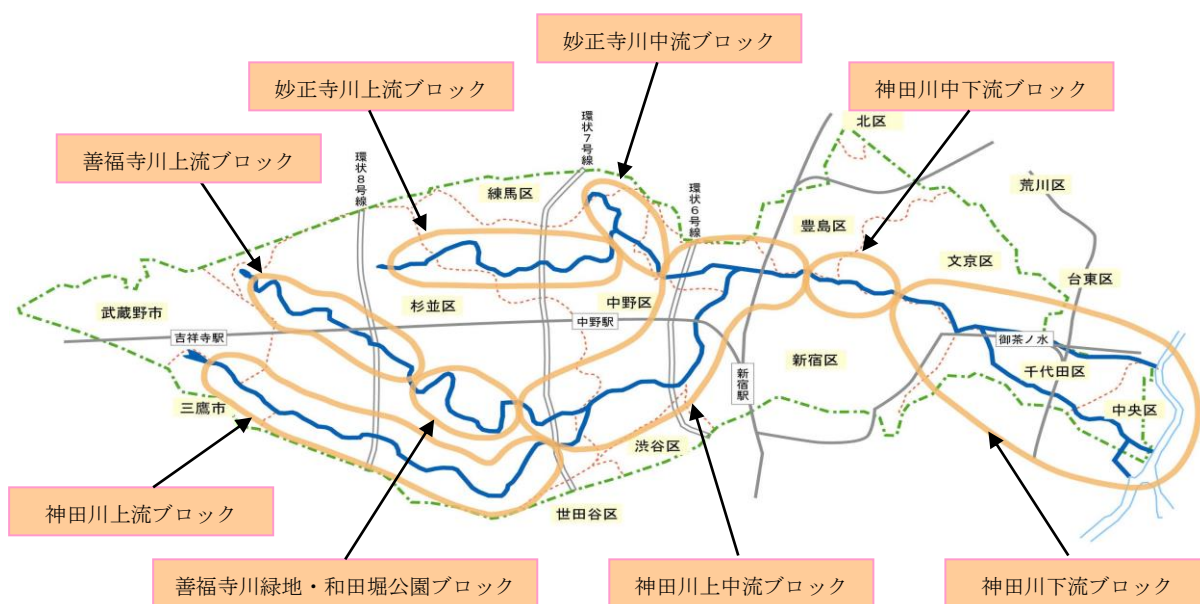 妙正寺川中流ブロック
妙正寺川上流ブロック
神田川中下流ブロック
善福寺川上流ブロック
北区
環状7号線
環状8号線
練馬区
環状6号線
荒川区
豊島区
文京区
台東区
武蔵野市
杉並区
中野区
吉祥寺駅
中野駅
御茶ノ水
新宿区
新宿駅
千代田区
三鷹市
中央区
渋谷区
世田谷区
神田川上流ブロック
善福寺川緑地・和田堀公園ブロック
神田川上中流ブロック
神田川下流ブロック